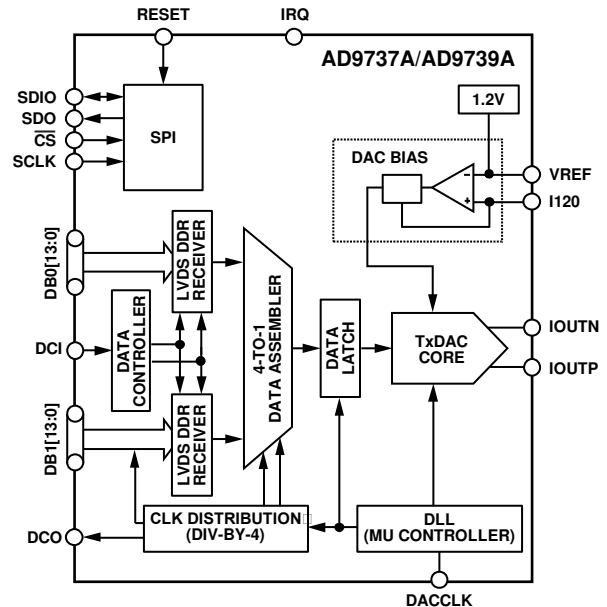 RESET
IRQ
AD9737A/AD9739A
SDIO
SDO
CS
SCLK
SPI
1.2V
DAC BIAS
–
+
VREF
I120
DB0[13:0]
LVDS DDR
RECEIVER
DCI
DATA
CONTROLLER
4-TO-1
DATA ASSEMBLER
DATA
LATCH
TxDAC
CORE
IOUTN
IOUTP
DB1[13:0]
LVDS DDR
RECEIVER
DCO
CLK DISTRIBUTION
(DIV-BY-4)
DLL
(MU CONTROLLER)
DACCLK